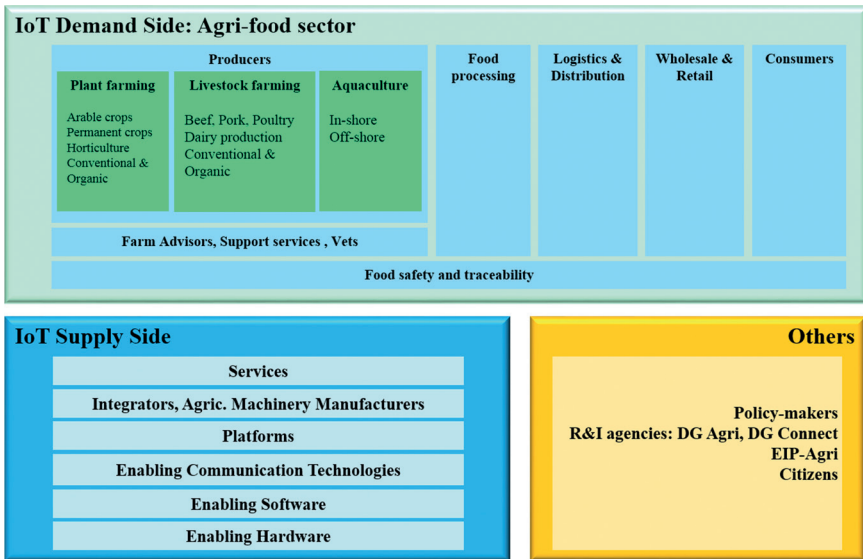 IoT Demand Side: Agri-food sector
Producers
Plant farming
Arable crops
Permanent crops
Horticulture
Conventional &
Organic
Livestock farming
Beef, Pork, Poultry
Dairy production
Conventional &
Organic
Aquaculture
In-shore
Off-shore
Farm Advisors, Support services , Vets
Food
processing
Logistics &
Distribution
Wholesale &
Retail
Consumers
Food safety and traceability
IoT Supply Side
Services
Integrators, Agric. Machinery Manufacturers
Platforms
Enabling Communication Technologies
Enabling Software
Enabling Hardware
Others
Policy-makers
R&I agencies: DG Agri, DG Connect
EIP-Agri
Citizens